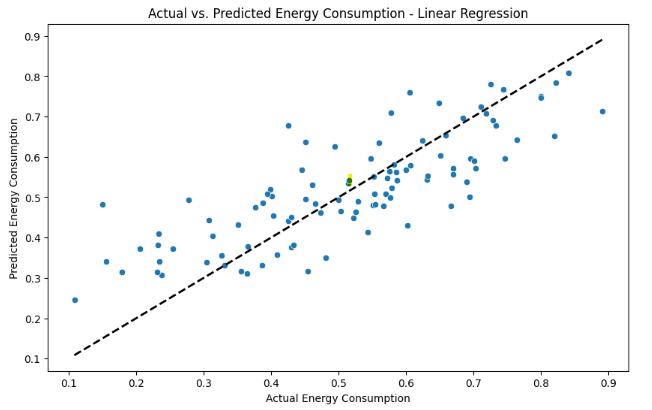 Actual vs. Predicted Energy Consumption - Linear Regression
Predicted Energy Consumption
0.9
0.8
0.7
0.6
0.5
0.4
0.3
0.2
0.1
0.1 0.2 0.3 0.4 0.5 0.6 0.7 0.8 0.9
Actual Energy Consumption